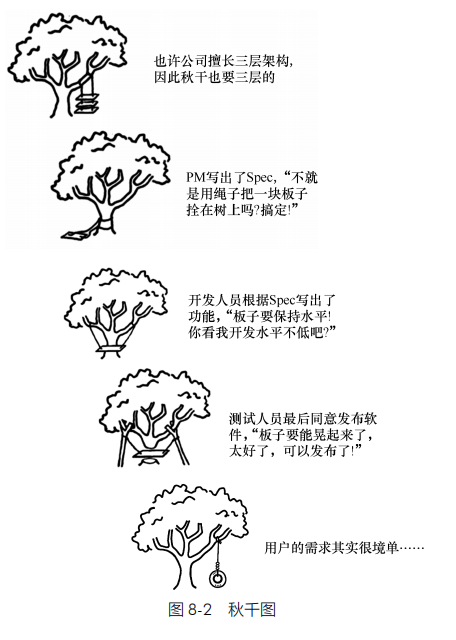 也许公司擅长三层架构，
因此秋干也要三层的
PM写出了Spec，“不就
是用绳子把一块板子
拴在树上吗?搞定!”
开发人员根据Spec写出了
功能，“板子要保持水平!
你看我开发水平不低吧?”
测试人员最后同意发布软
件，“板子要能晃起来了，
太好了，可以发布了!”
用户的需求其实很境单……
图 8-2 秋干图